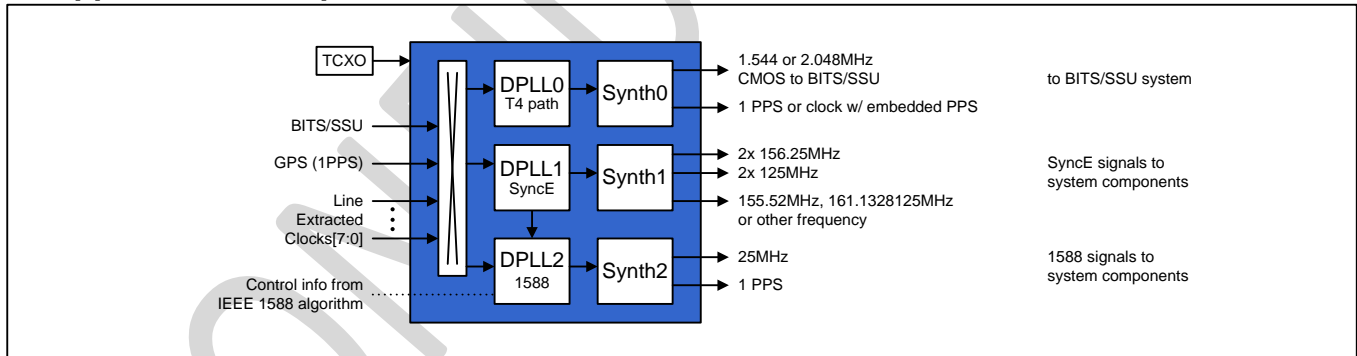 TCXO
BITS/SSU
GPS (1PPS)
Line
Extracted
Clocks[7:0]
Control info from
IEEE 1588 algorithm
DPLL0
T4 path
Synth0
DPLL1
SyncE
Synth1
DPLL2
1588
Synth2
1.544 or 2.048MHz
CMOS to BITS/SSU
1 PPS or clock w/ embedded PPS
to BITS/SSU system
2x 156.25MHz
2x 125MHz
155.52MHz, 161.1328125MHz
or other frequency
SyncE signals to
system components
25MHz
1 PPS
1588 signals to
system components